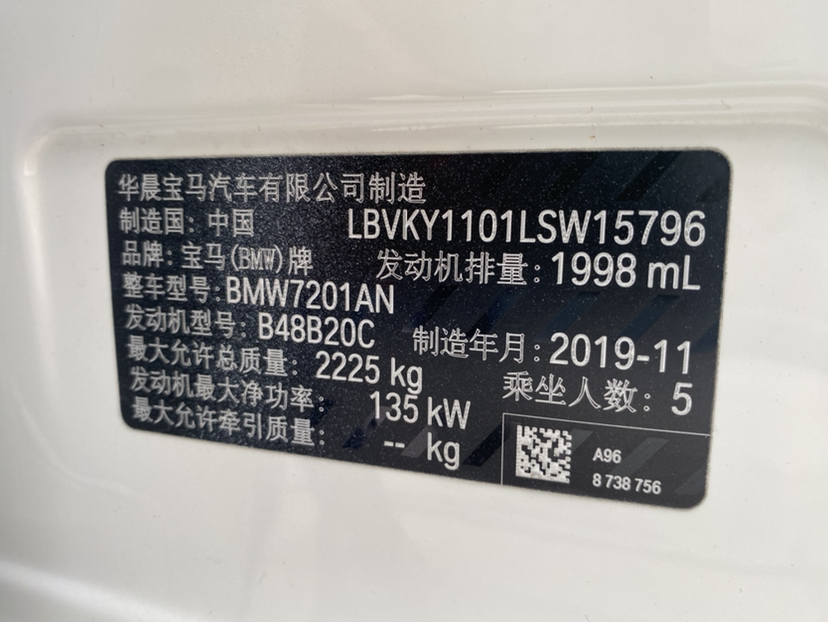 华晨宝马汽车有限公司制造
制造国：中国 LBVKY1101LSW15796
品牌：宝马(BMW)牌 发动机排量：1998 mL
整车型号：BMW7201AN
发动机型号：B48B20C 制造年月：2019-11
最大允许总质量：2225 kg 乘坐人数：5
发动机最大净功率：135 kW
最大允许牵引质量：-- kg
A96
8 738 756